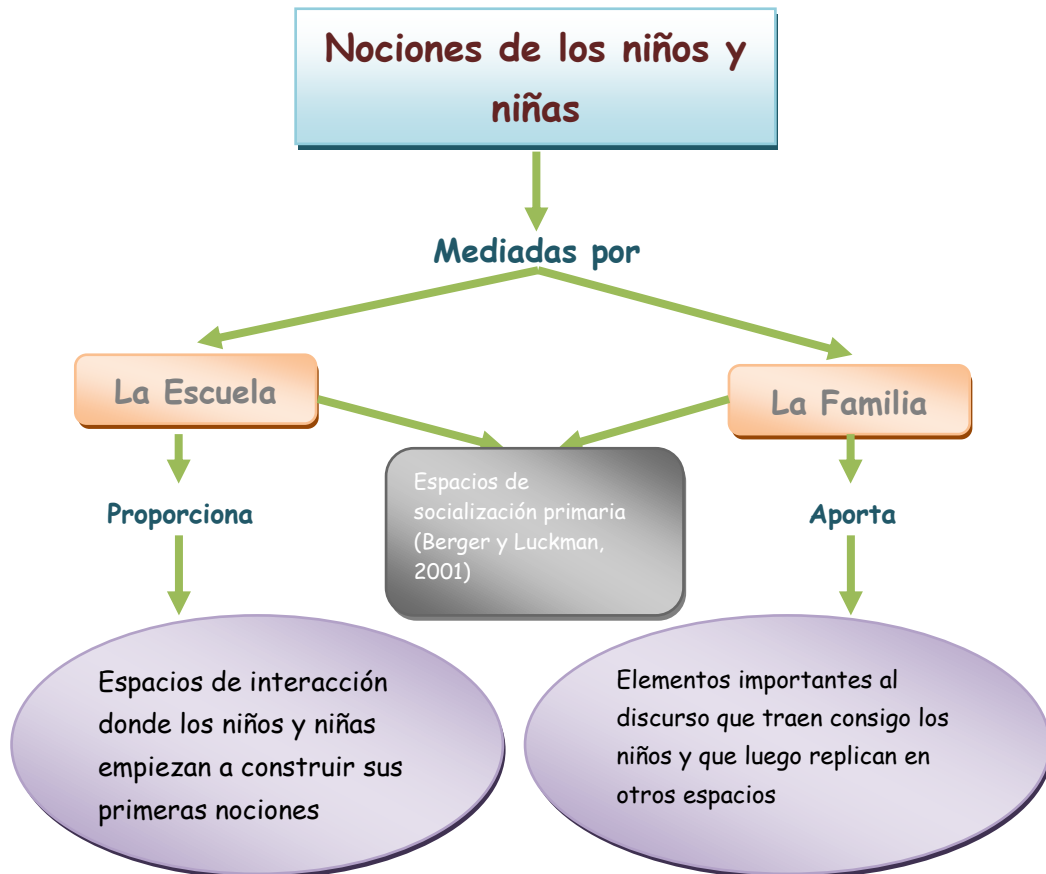 Nociones de los niños y
niñas
Mediadas por
La Escuela
La Familia
Espacios de
socialización primaria
(Berger y Luckman,
2001)
Proporciona
Aporta
Espacios de interacción
donde los niños y niñas
empiezan a construir sus
primeras nociones
Elementos importantes al
discurso que traen consigo los
niños y que luego replican en
otros espacios